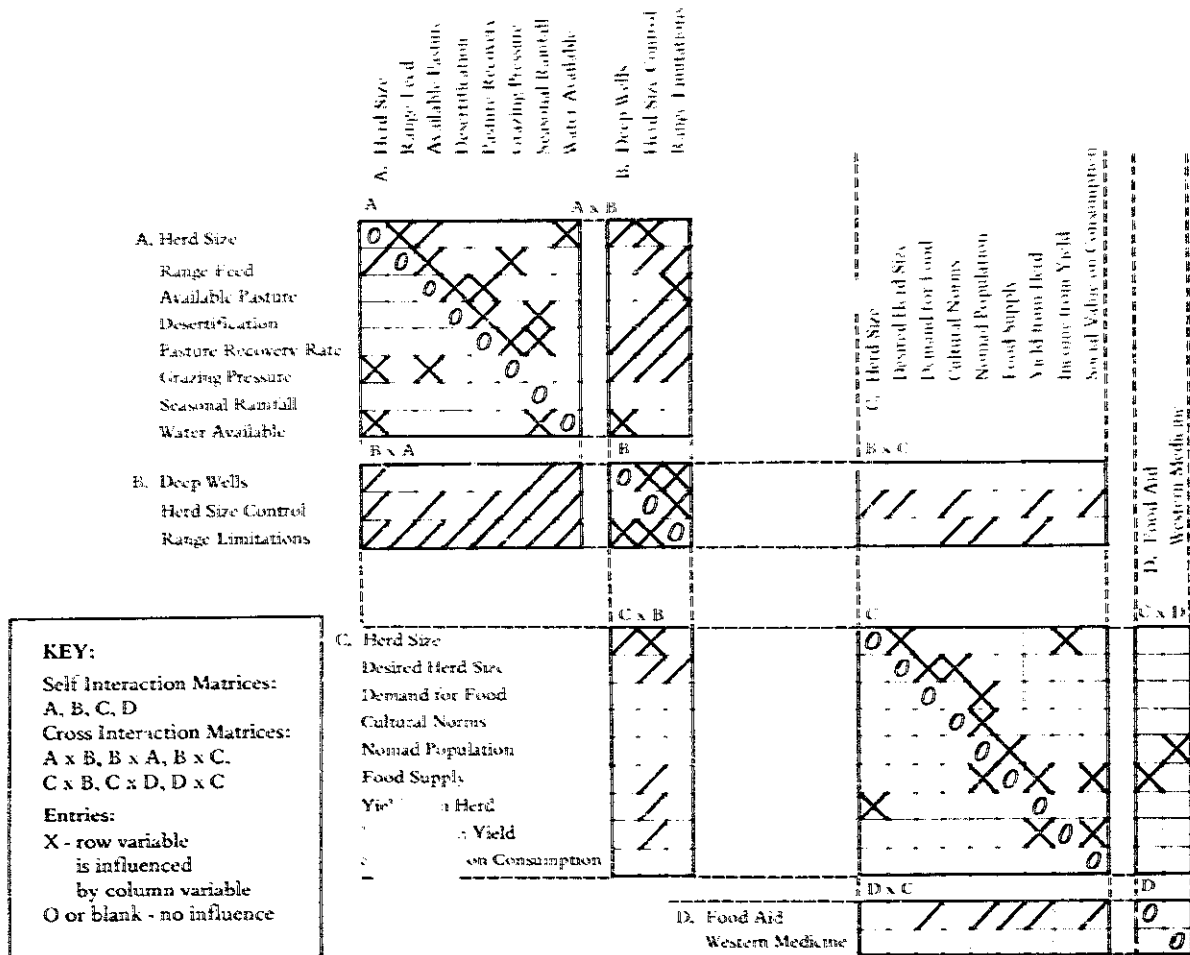 A. Herd Size
Range Feed
Available Pasture
Desertification
Pasture Recovery
Grazing Pressure
Seasonal Rainfall
Water Available
B. Deep Wells
Herd Size Control
Range Limitations
C. Herd Size
Desired Herd Size
Demand for Food
Cultural Norms
Nomad Population
Food Supply
Yield from Herd
Income from Yield
Social Value on Consumption
D. Food Aid
Western Medicine
A
A x B
A. Herd Size
Range Feed
Available Pasture
Desertification
Pasture Recovery Rate
Grazing Pressure
Seasonal Rainfall
Water Available
B x A
B
B x C
B. Deep Wells
Herd Size Control
Range Limitations
C x B
C
C x D
C. Herd Size
Desired Herd Size
Demand for Food
Cultural Norms
Nomad Population
Food Supply
Herd
Yield
on Consumption
D x C
D
D. Food Aid
Western Medicine
KEY:
Self Interaction Matrices:
A, B, C, D
Cross Interaction Matrices:
A x B, B x A, B x C,
C x B, C x D, D x C
Entries:
X - row variable
is influenced
by column variable
O or blank - no influence